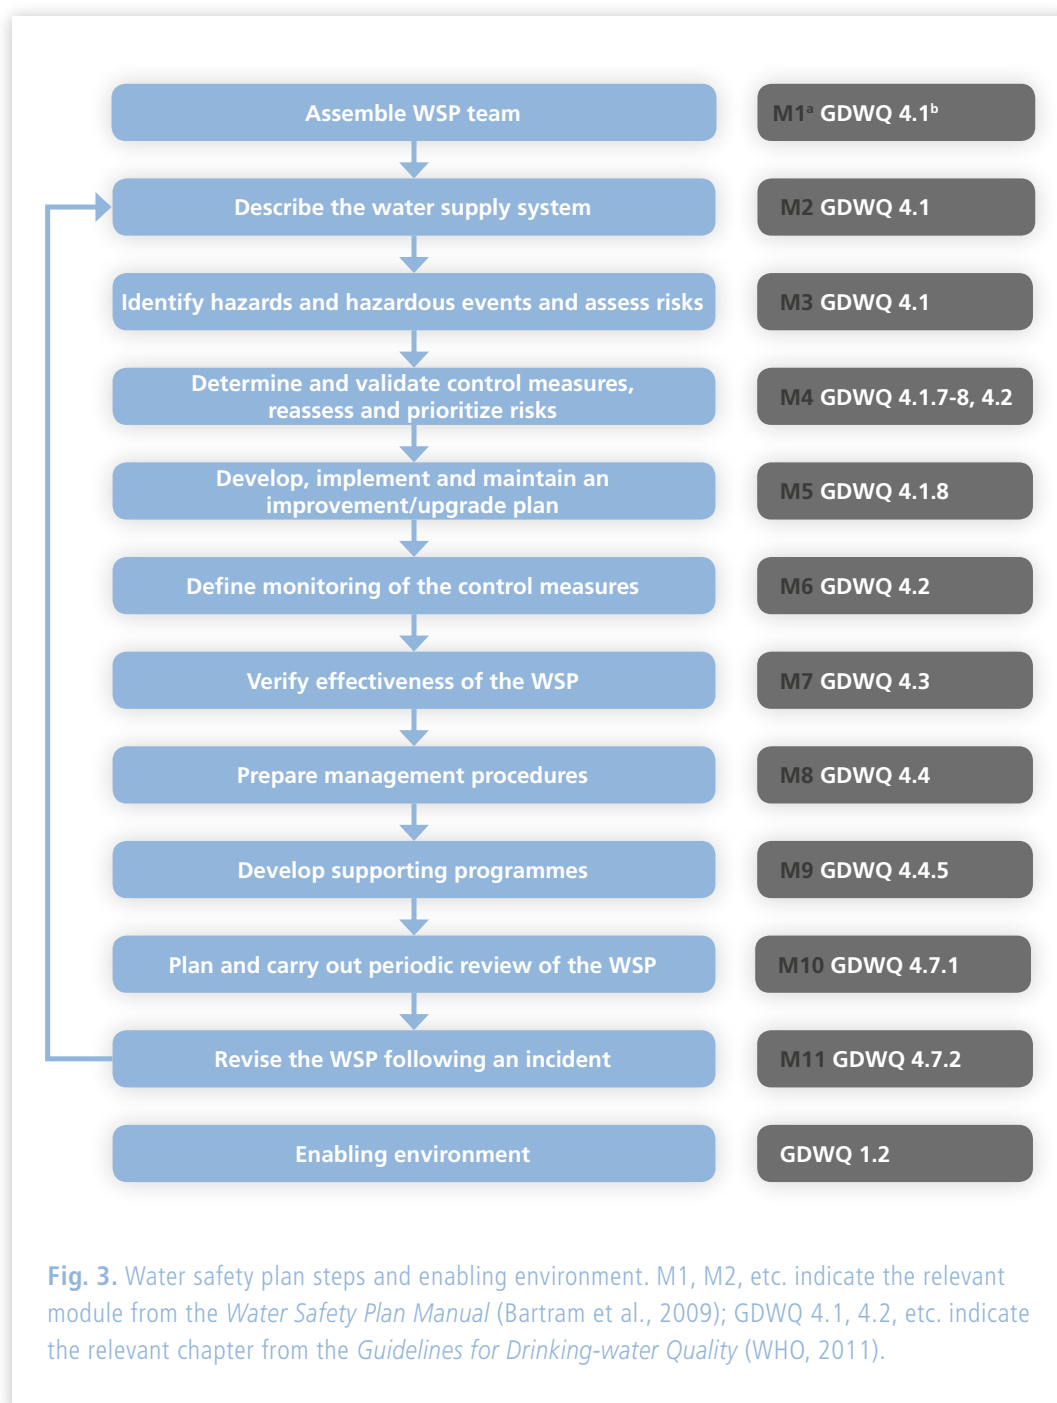 Assemble WSP team
M1ª GDWQ 4.1ᵇ
Describe the water supply system
M2 GDWQ 4.1
Identify hazards and hazardous events and assess risks
M3 GDWQ 4.1
Determine and validate control measures,
reassess and prioritize risks
M4 GDWQ 4.1.7-8, 4.2
Develop, implement and maintain an
improvement/upgrade plan
M5 GDWQ 4.1.8
Define monitoring of the control measures
M6 GDWQ 4.2
Verify effectiveness of the WSP
M7 GDWQ 4.3
Prepare management procedures
M8 GDWQ 4.4
Develop supporting programmes
M9 GDWQ 4.4.5
Plan and carry out periodic review of the WSP
M10 GDWQ 4.7.1
Revise the WSP following an incident
M11 GDWQ 4.7.2
Enabling environment
GDWQ 1.2
Fig. 3. Water safety plan steps and enabling environment. M1, M2, etc. indicate the relevant
module from the Water Safety Plan Manual (Bartram et al., 2009); GDWQ 4.1, 4.2, etc. indicate
the relevant chapter from the Guidelines for Drinking-water Quality (WHO, 2011).